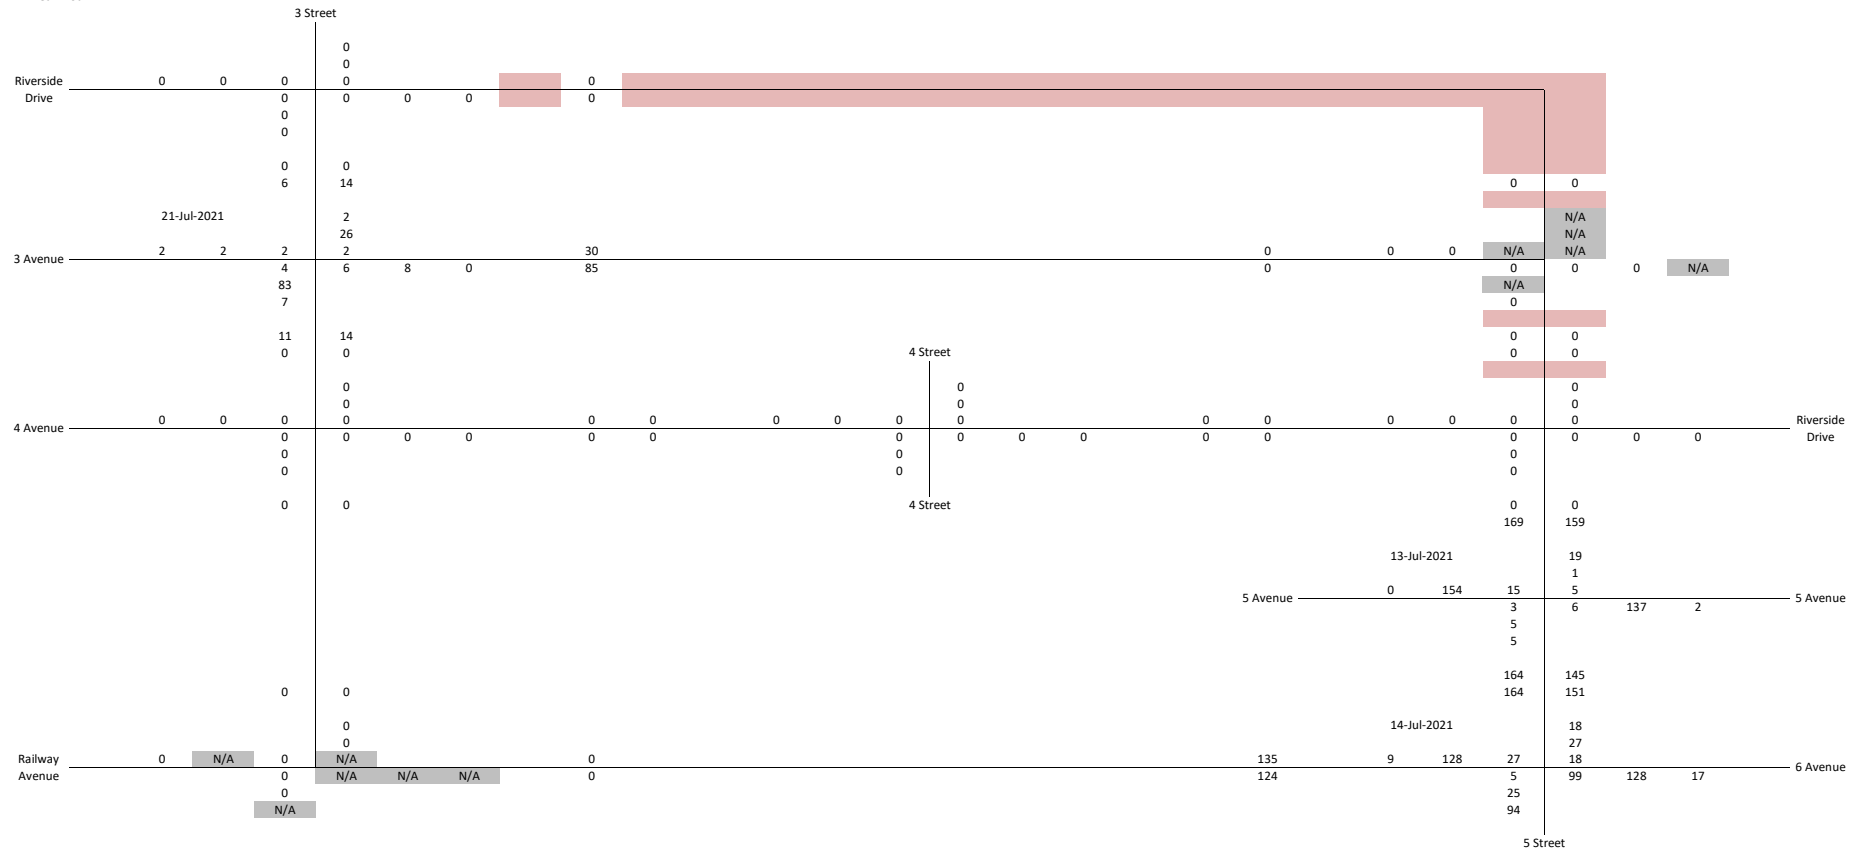 3 Street
0
0
Riverside 0 0 0 0 0
Drive 0 0 0 0 0
0
0
0 0
6 14 0 0
21-Jul-2021 2 N/A
26 N/A
3 Avenue 2 2 2 2 30 0 0 0 N/A N/A
4 6 8 0 85 0 0 0 0 N/A
83 N/A
7 0
11 14 0 0
0 0 4 Street 0 0
0 0 0
0 0 0
4 Avenue 0 0 0 0 0 0 0 0 0 0 0 0 0 0 0 0 Riverside
0 0 0 0 0 0 0 0 0 0 0 0 0 0 0 0 Drive
0 0 0
0 0 0
0 0 4 Street 0 0
169 159
13-Jul-2021 19
1
5 Avenue 0 154 15 5 5 Avenue
3 6 137 2
5
5
164 145
0 0 164 151
0 14-Jul-2021 18
0 27
Railway 0 N/A 0 N/A 0 135 9 128 27 18 6 Avenue
Avenue 0 N/A N/A N/A 0 124 5 99 128 17
0 25
N/A 94
5 Street